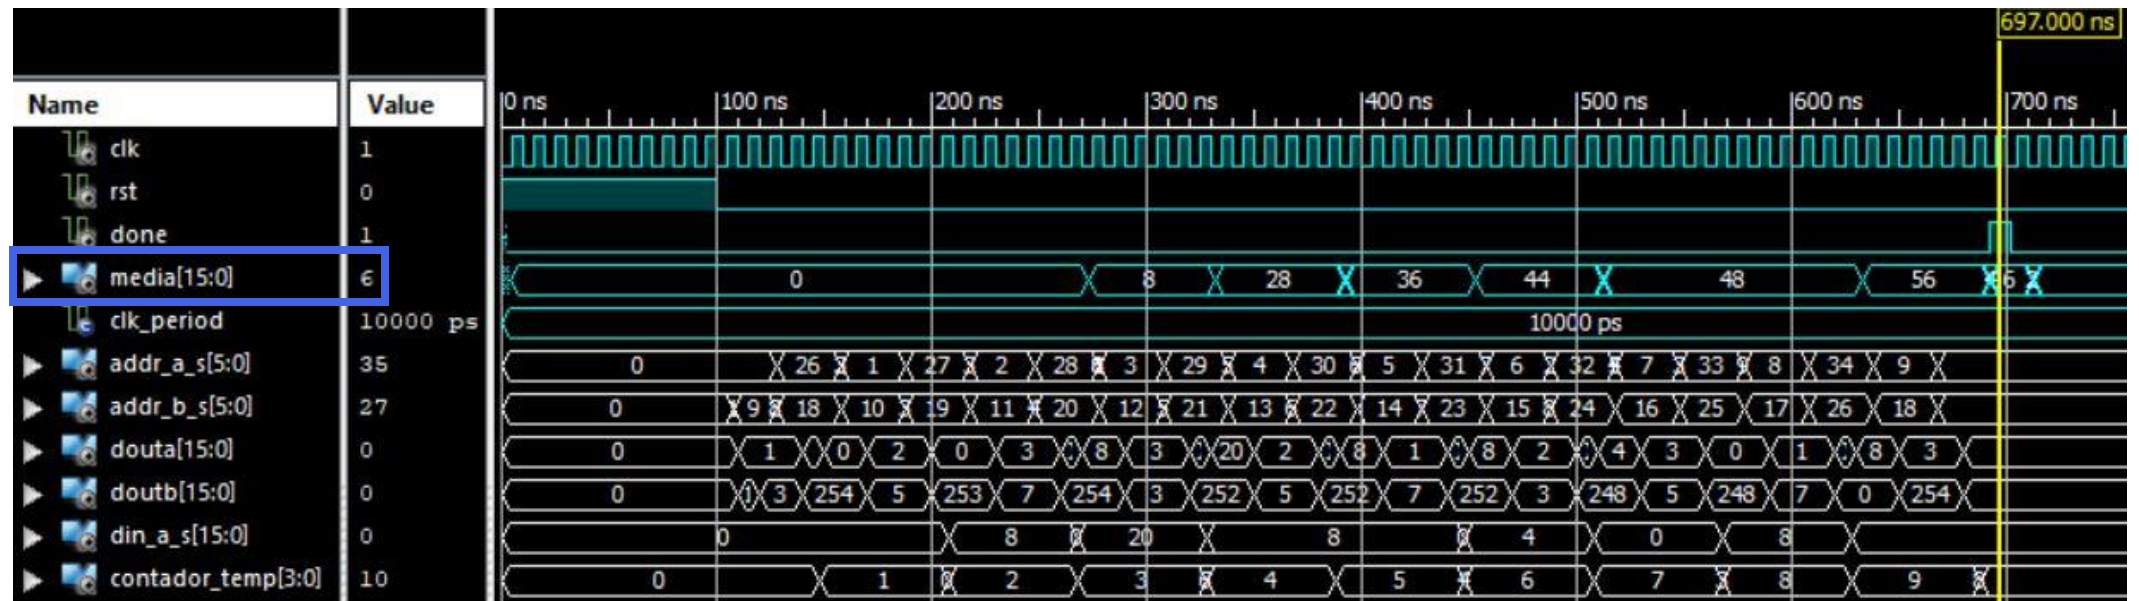 697.000 ns
Name Value 0 ns 100 ns 200 ns 300 ns 400 ns 500 ns 600 ns 700 ns
clk 1
rst 0
done 1
media[15:0] 6 0 8 28 36 44 48 56 6
clk_period 10000 ps 10000 ps
addr_a_s[5:0] 35 0 26 1 27 2 28 3 29 4 30 5 31 6 32 7 33 8 34 9
addr_b_s[5:0] 27 0 9 18 10 19 11 20 12 21 13 22 14 23 15 24 16 25 17 26 18
douta[15:0] 0 0 1 0 2 0 3 8 3 20 2 8 1 8 2 4 3 0 1 8 3
doutb[15:0] 0 0 1 3 254 5 253 7 254 3 252 5 252 7 252 3 248 5 248 7 0 254
din_a_s[15:0] 0 0 8 20 8 4 0 8
contador_temp[3:0] 10 0 1 2 3 4 5 6 7 8 9